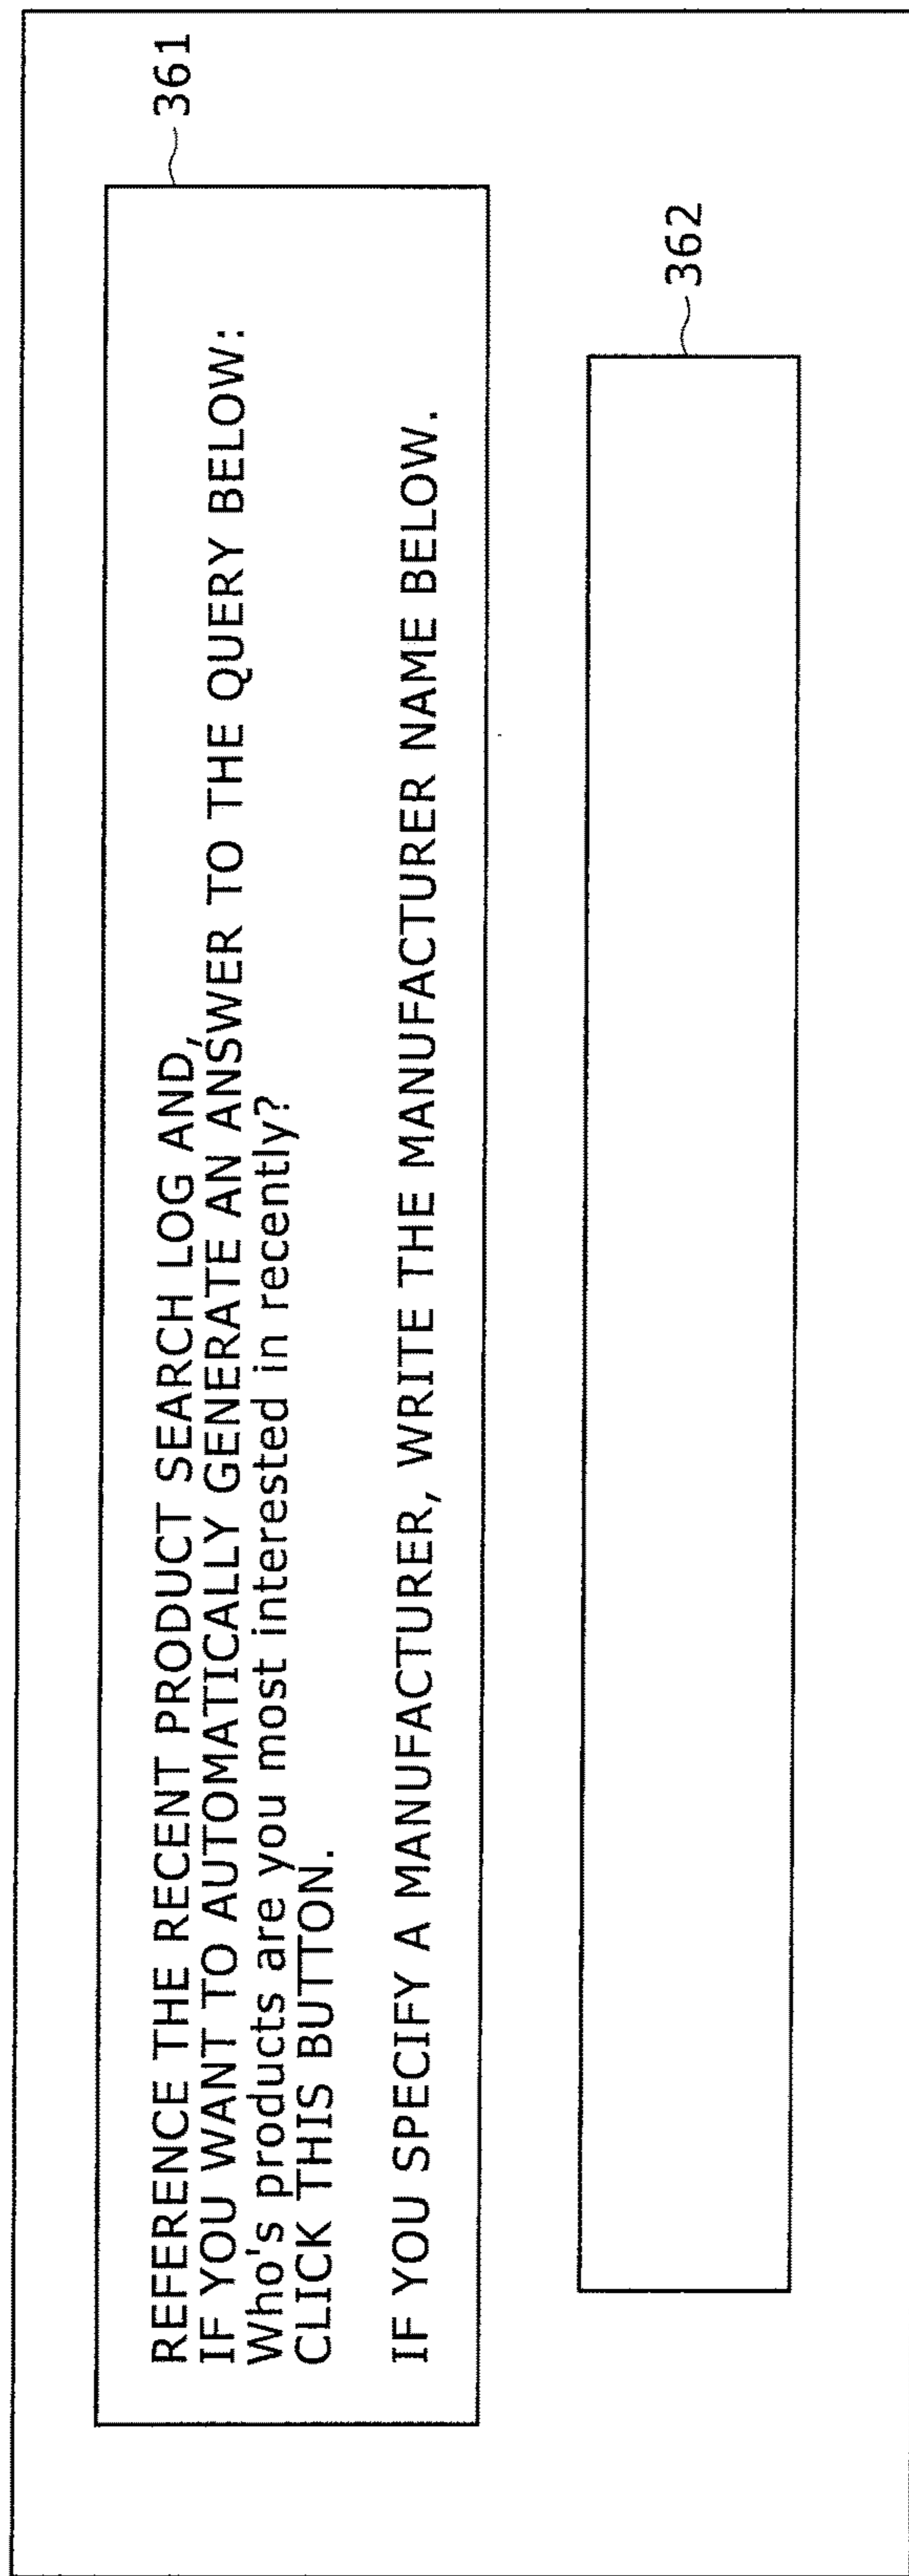 361
REFERENCE THE RECENT PRODUCT SEARCH LOG AND,
IF YOU WANT TO AUTOMATICALLY GENERATE AN ANSWER TO THE QUERY BELOW:
Who's products are you most interested in recently?
CLICK THIS BUTTON.
IF YOU SPECIFY A MANUFACTURER, WRITE THE MANUFACTURER NAME BELOW.
362